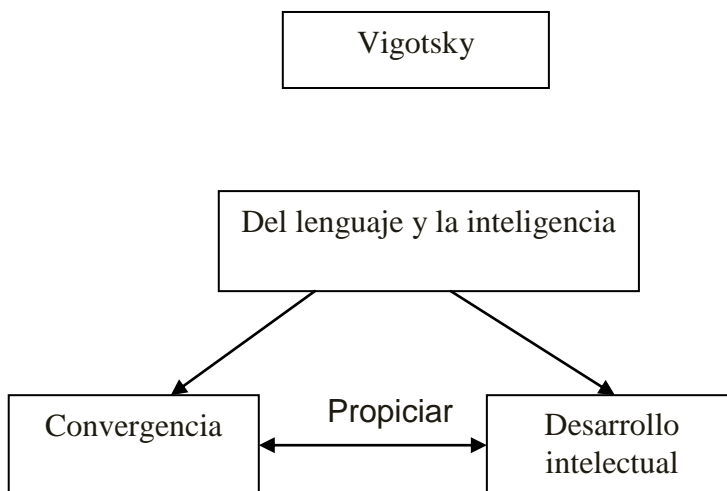 Vigotsky
Del lenguaje y la inteligencia
Convergencia
Propiciar
Desarrollo
intelectual